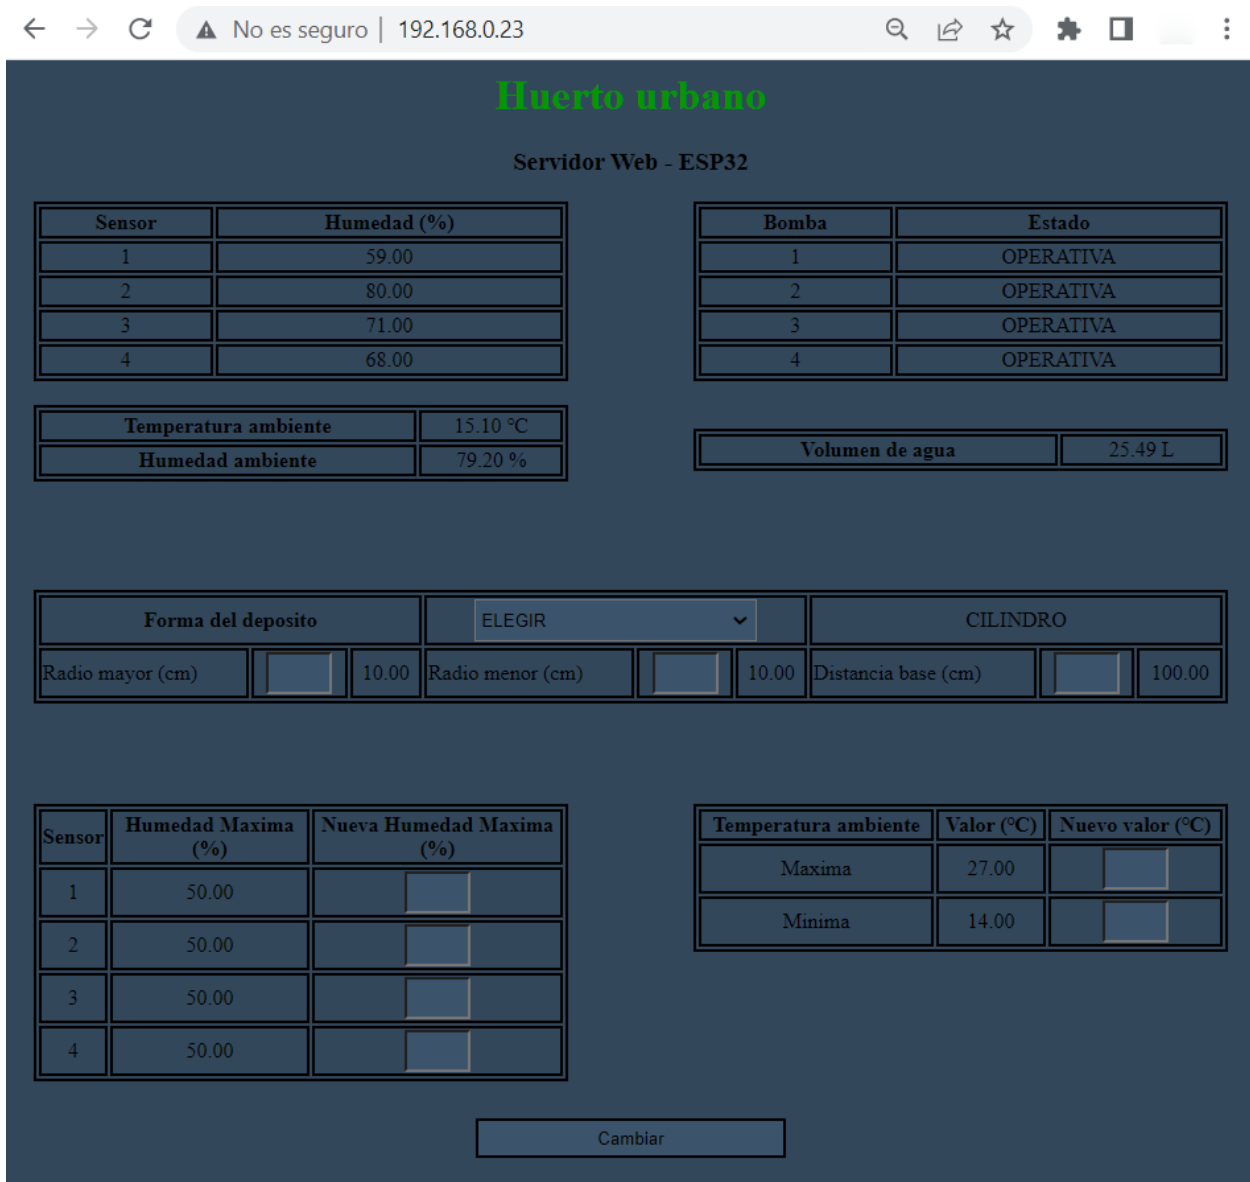 No es seguro | 192.168.0.23
Huerto urbano
Servidor Web - ESP32
Sensor Humedad (%)
1 59.00
2 80.00
3 71.00
4 68.00
Bomba Estado
1 OPERATIVA
2 OPERATIVA
3 OPERATIVA
4 OPERATIVA
Temperatura ambiente 15.10 °C
Humedad ambiente 79.20 %
Volumen de agua 25.49 L
Forma del deposito ELEGIR CILINDRO
Radio mayor (cm) 10.00 Radio menor (cm) 10.00 Distancia base (cm) 100.00
Sensor Humedad Maxima (%) Nueva Humedad Maxima (%)
1 50.00
2 50.00
3 50.00
4 50.00
Temperatura ambiente Valor (°C) Nuevo valor (°C)
Maxima 27.00
Minima 14.00
Cambiar